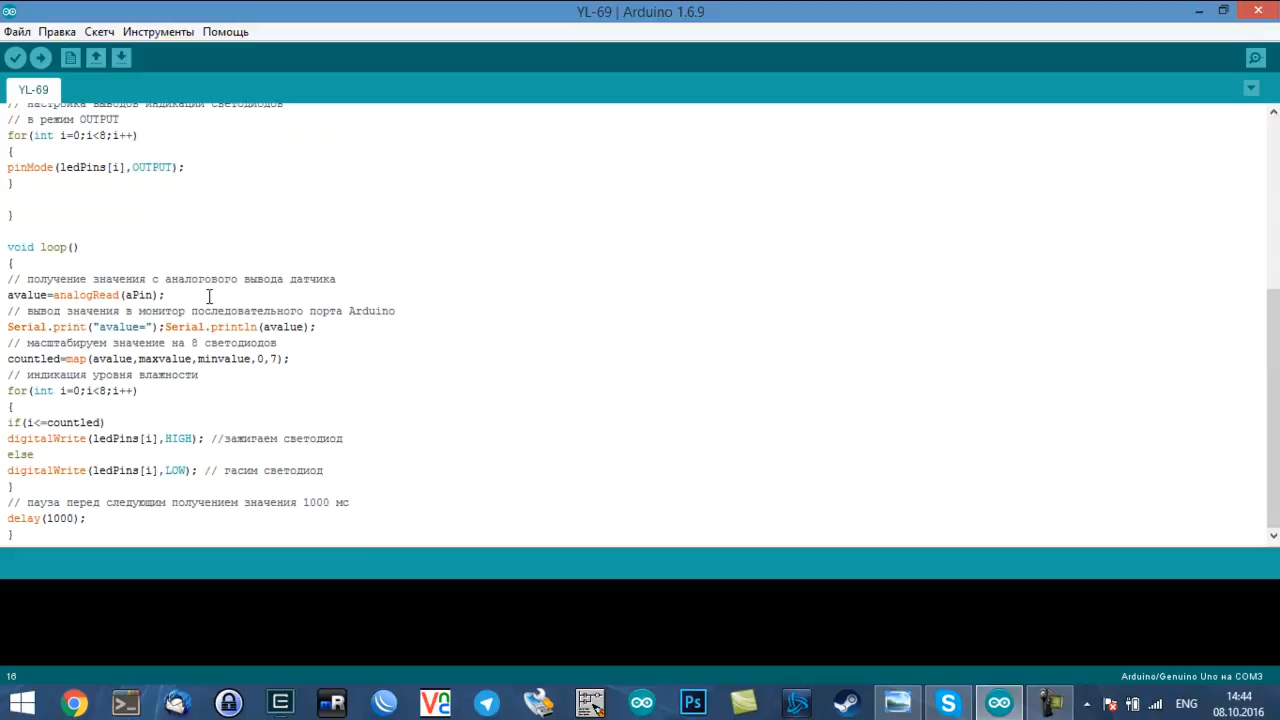 YL-69 | Arduino 1.6.9
Файл Правка Скетч Инструменты Помощь
YL-69
// настройка выводов индикации светодиодов
// в режим OUTPUT
for(int i=0;i<8;i++)
{
pinMode(ledPins[i],OUTPUT);
}
}
void loop()
{
// получение значения с аналогового вывода датчика
avalue=analogRead(aPin);
// вывод значения в монитор последовательного порта Arduino
Serial.print("avalue=");Serial.println(avalue);
// масштабируем значение на 8 светодиодов
countled=map(avalue,maxvalue,minvalue,0,7);
// индикация уровня влажности
for(int i=0;i<8;i++)
{
if(i<=countled)
digitalWrite(ledPins[i],HIGH); //зажигаем светодиод
else
digitalWrite(ledPins[i],LOW); // гасим светодиод
}
// пауза перед следующим получением значения 1000 мс
delay(1000);
}
16
Arduino/Genuino Uno на COM3
Ps
ENG
14:44
08.10.2016